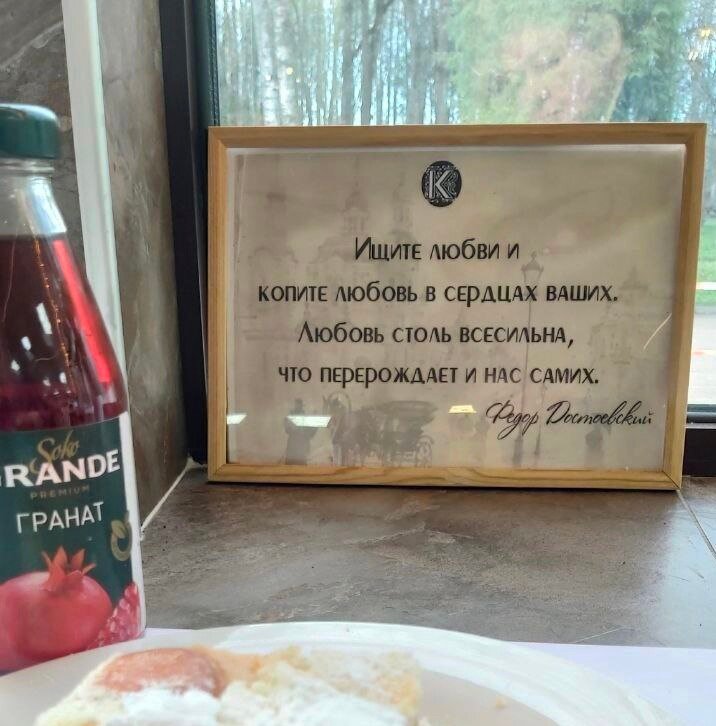 K
Ищите любви и
копите любовь в сердцах ваших.
Любовь столь всесильна,
что перерождает и нас самих.
Федор Достоевский
Soko
GRANDE
PREMIUM
ГРАНАТ